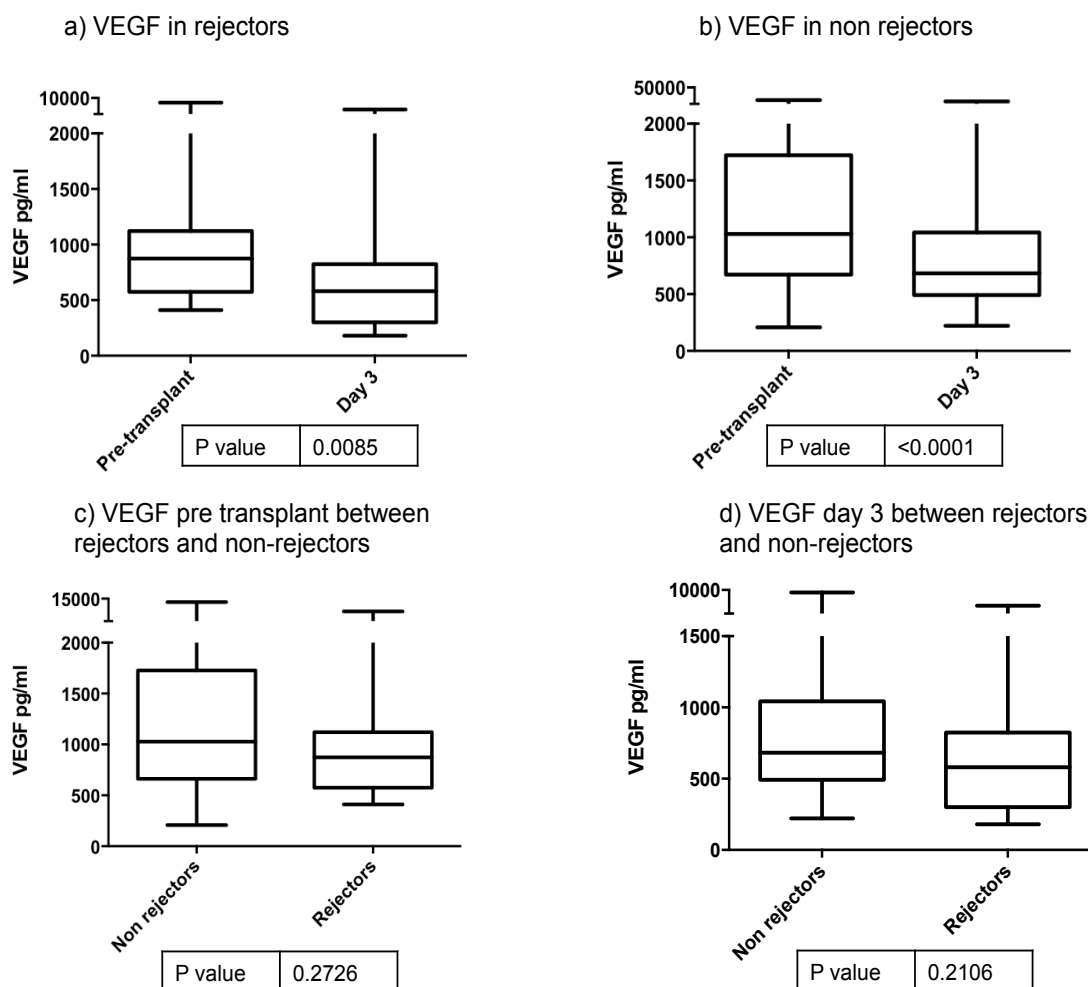 a) VEGF in rejectors
10000
2000
1500
1000
500
0
VEGF pg/ml
Pre-transplant
Day 3
P value 0.0085
b) VEGF in non rejectors
50000
2000
1500
1000
500
0
VEGF pg/ml
Pre-transplant
Day 3
P value <0.0001
c) VEGF pre transplant between
rejectors and non-rejectors
15000
2000
1500
1000
500
0
VEGF pg/ml
Non rejectors
Rejectors
P value 0.2726
d) VEGF day 3 between rejectors
and non-rejectors
10000
1500
1000
500
0
VEGF pg/ml
Non rejectors
Rejectors
P value 0.2106